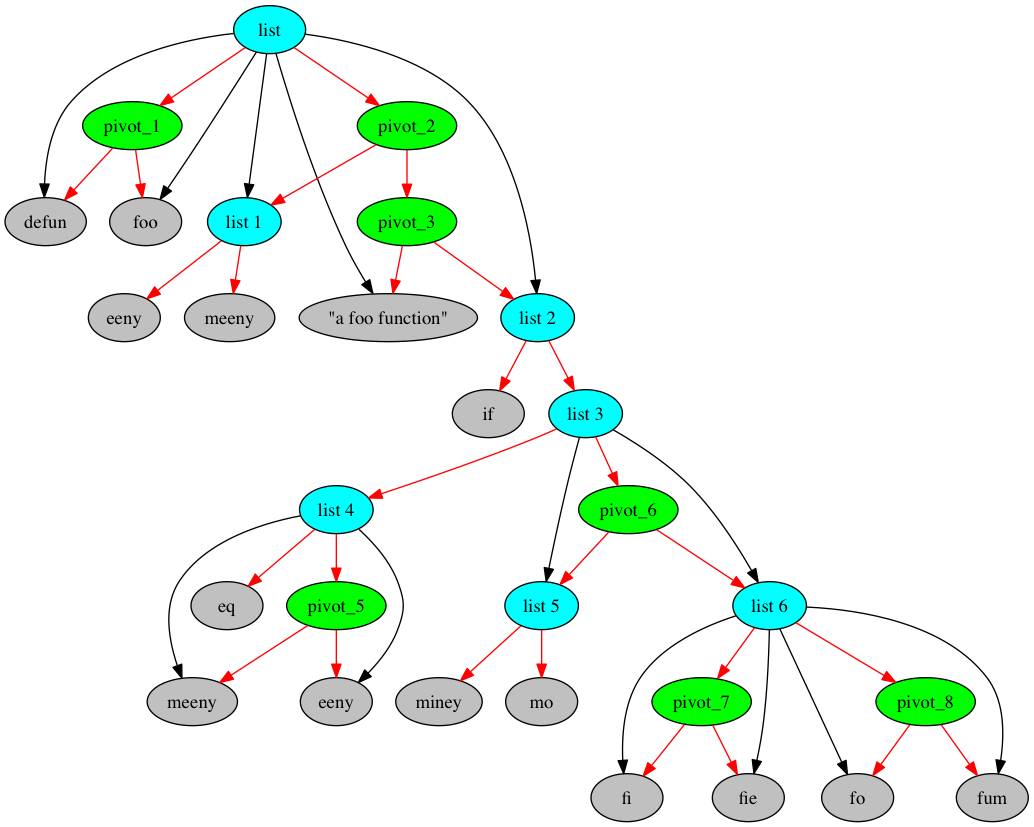 list
pivot_1
pivot_2
defun
foo
list 1
pivot_3
eeny
meeny
"a foo function"
list 2
if
list 3
list 4
pivot_6
eq
pivot_5
list 5
list 6
meeny
eeny
miney
mo
pivot_7
pivot_8
fi
fie
fo
fum